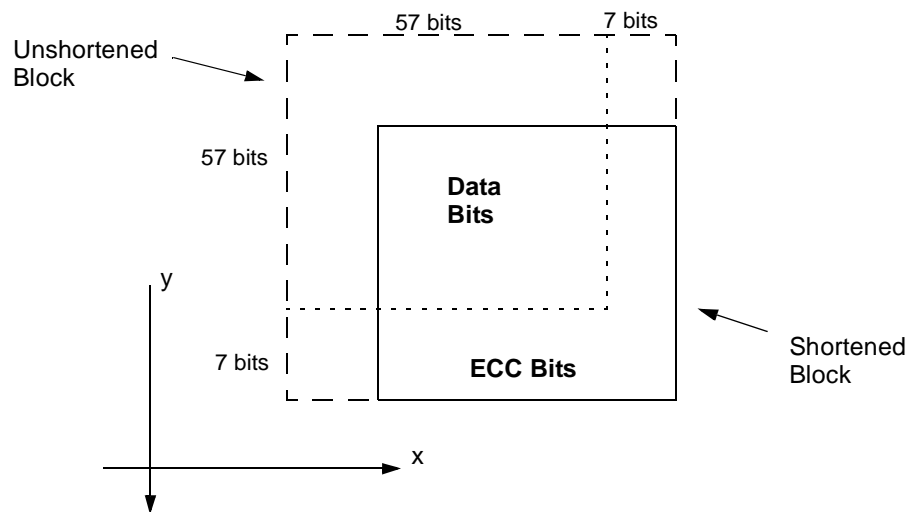 57 bits
7 bits
Unshortened
Block
57 bits
Data
Bits
y
7 bits
ECC Bits
Shortened
Block
x